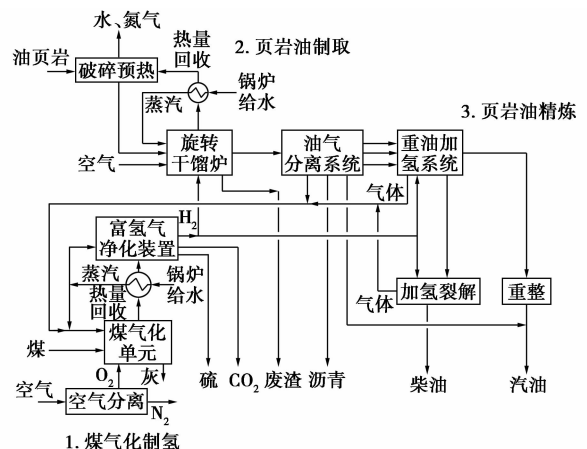 水、氮气
热量
回收
2. 页岩油制取
油页岩
破碎预热
锅炉
给水
蒸汽
3. 页岩油精炼
旋转
干馏炉
油气
分离系统
重油加
氢系统
空气
气体
H2
富氢气
净化装置
蒸汽
锅炉
给水
热量
回收
加氢裂解
重整
气体
煤气化
单元
煤
O2
灰
硫
CO2
废渣
沥青
柴油
汽油
空气
空气分离
N2
1. 煤气化制氢